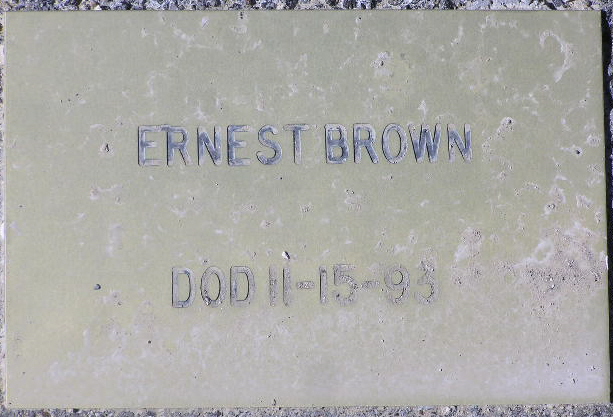 ERNEST BROWN
DOD 11-15-93